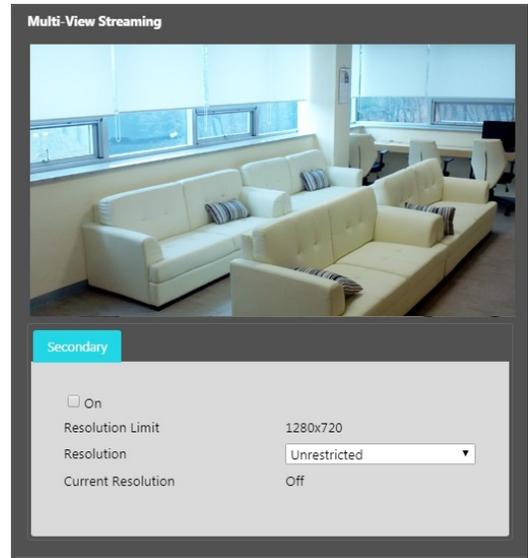 Multi-View Streaming
Secondary
On
Resolution Limit 1280x720
Resolution Unrestricted
Current Resolution Off